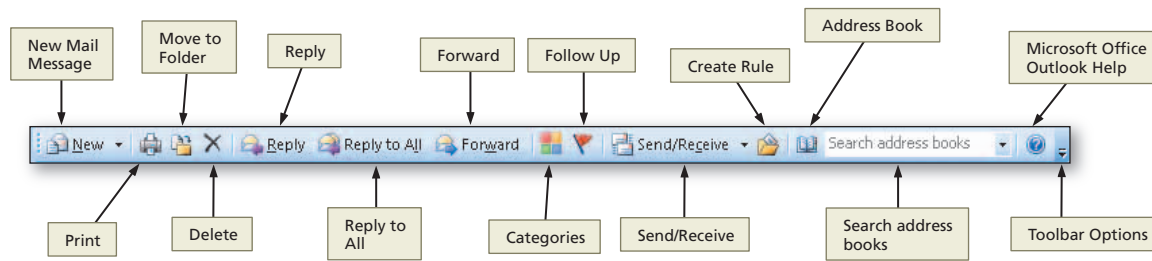 New Mail
Message
Move to
Folder
Reply
Forward
Follow Up
Create Rule
Address Book
Microsoft Office
Outlook Help
New
Reply
Reply to All
Forward
Send/Receive
Search address books
Print
Delete
Reply to
All
Categories
Send/Receive
Search address
books
Toolbar Options